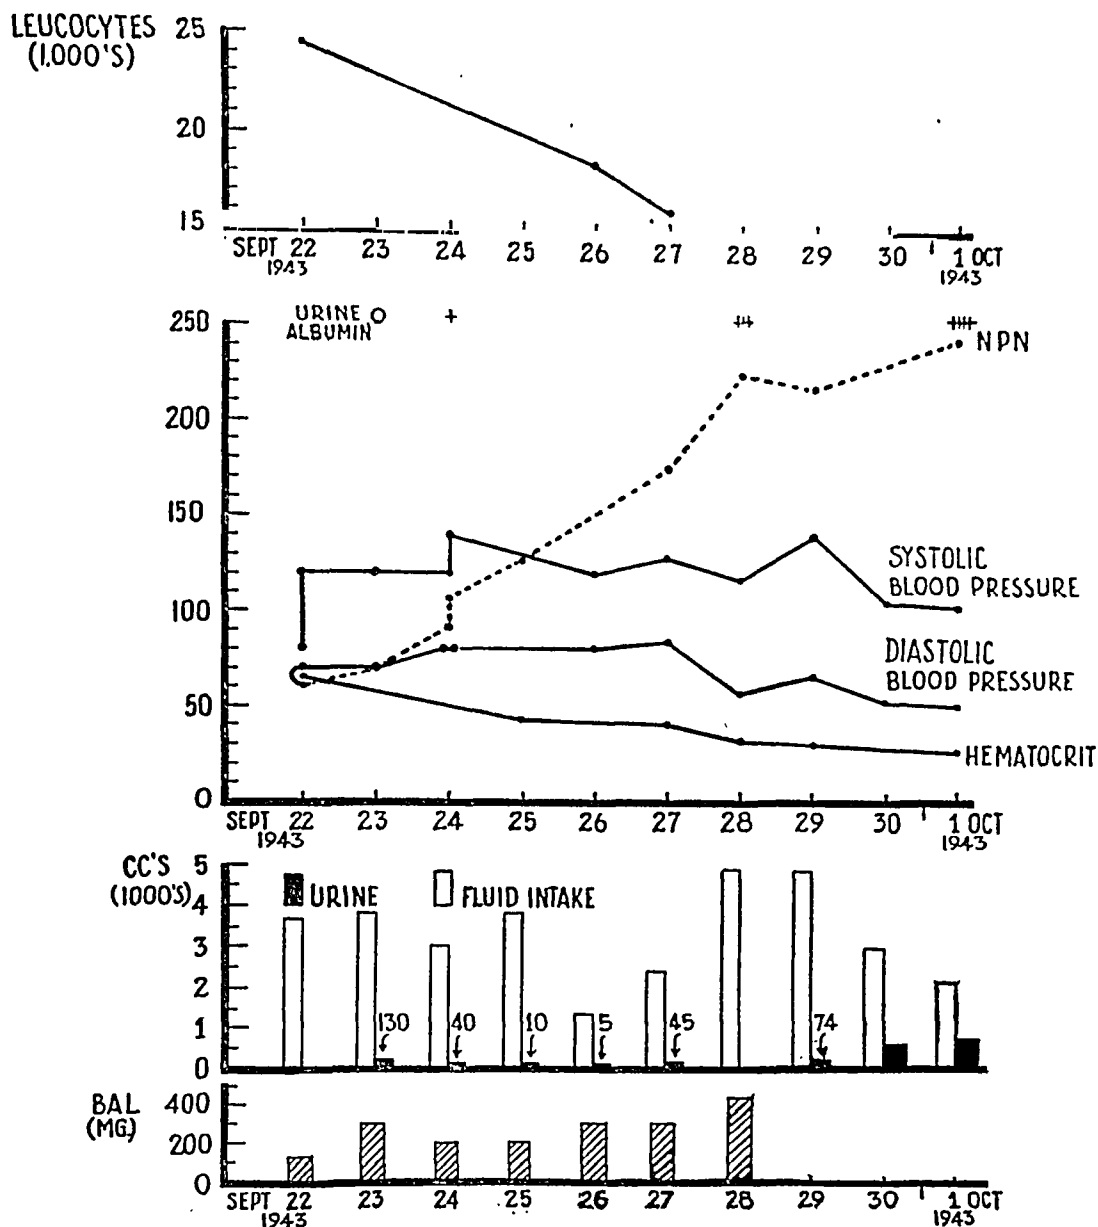 LEUCOCYTES
(1,000'S)
25
20
15
SEPT 22 23 24 25 26 27 28 29 30 1 OCT
1943 1943
URINE
ALBUMIN O + +++ ++++
250
200
150
100
50
0
NPN
SYSTOLIC
BLOOD PRESSURE
DIASTOLIC
BLOOD PRESSURE
HEMATOCRIT
SEPT 22 23 24 25 26 27 28 29 30 1 OCT
1943 1943
CC'S
(1000'S)
5
4
3
2
1
0
URINE FLUID INTAKE
130 40 10 5 45 74
BAL
(MG.)
400
200
0
SEPT 22 23 24 25 26 27 28 29 30 1 OCT
1943 1943